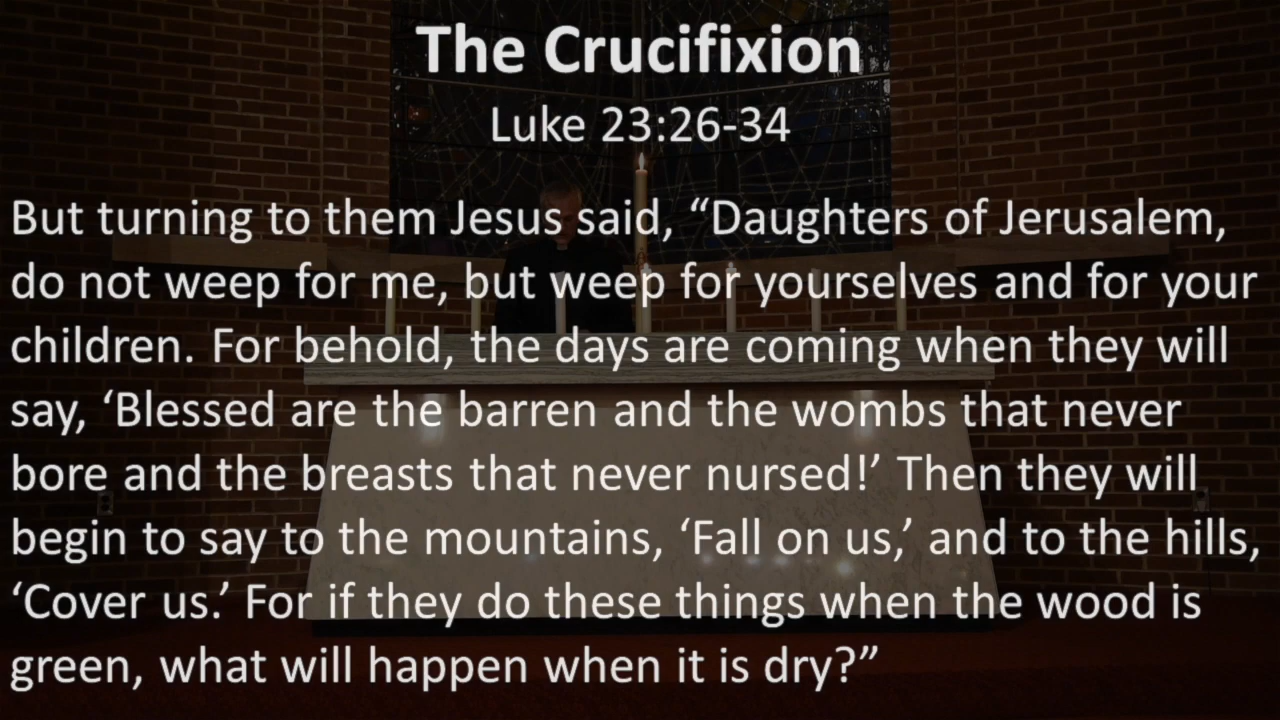 The Crucifixion
Luke 23:26-34
But turning to them Jesus said, “Daughters of Jerusalem,
do not weep for me, but weep for yourselves and for your
children. For behold, the days are coming when they will
say, ‘Blessed are the barren and the wombs that never
bore and the breasts that never nursed!’ Then they will
begin to say to the mountains, ‘Fall on us,’ and to the hills,
‘Cover us.’ For if they do these things when the wood is
green, what will happen when it is dry?”